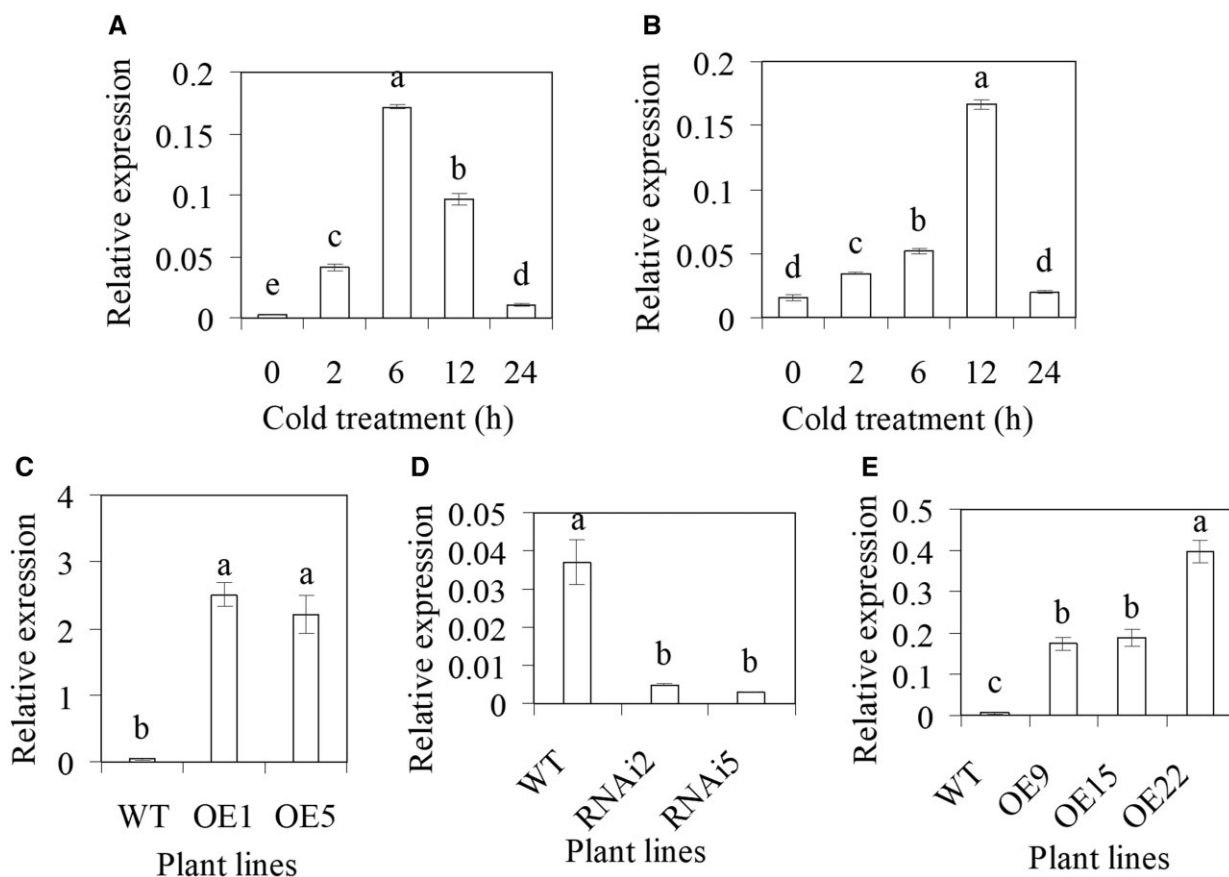 A
Relative expression
0.2
0.15
0.1
0.05
0
e
c
a
b
d
0 2 6 12 24
Cold treatment (h)
B
Relative expression
0.2
0.15
0.1
0.05
0
d
c
b
a
d
0 2 6 12 24
Cold treatment (h)
C
Relative exression
4
3
2
1
0
b
a
a
WT OE1 OE5
Plant lines
D
Relative expression
0.05
0.04
0.03
0.02
0.01
0
a
b
b
WT RNAi2 RNAi5
Plant lines
E
Relative expression
0.5
0.4
0.3
0.2
0.1
0
c
b
b
a
WT OE9 OE15 OE22
Plant lines